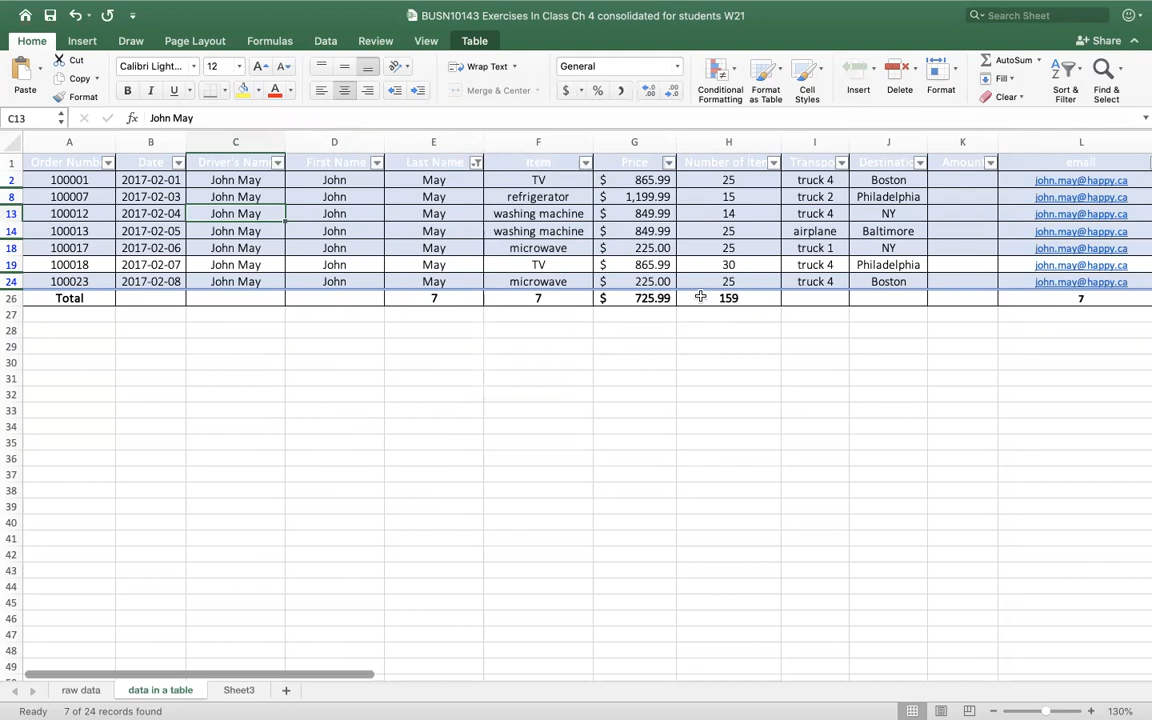 BUSN10143 Exercises In Class Ch 4 consolidated for students W21
Search Sheet
Home Insert Draw Page Layout Formulas Data Review View Table Share
Paste Cut Copy Format Calibri Light... 12 Wrap Text Merge & Center General Conditional Formatting Format as Table Cell Styles Insert Delete Format AutoSum Fill Clear Sort & Filter Find & Select
C13 fx John May
A B C D E F G H I J K L
1 Order Numb Date Driver's Name First Name Last Name Item Price Number of Item Transpo Destinatio Amoun email
2 100001 2017-02-01 John May John May TV $ 865.99 25 truck 4 Boston john.may@happy.ca
8 100007 2017-02-03 John May John May refrigerator $ 1,199.99 15 truck 2 Philadelphia john.may@happy.ca
13 100012 2017-02-04 John May John May washing machine $ 849.99 14 truck 4 NY john.may@happy.ca
14 100013 2017-02-05 John May John May washing machine $ 849.99 25 airplane Baltimore john.may@happy.ca
18 100017 2017-02-06 John May John May microwave $ 225.00 25 truck 1 NY john.may@happy.ca
19 100018 2017-02-07 John May John May TV $ 865.99 30 truck 4 Philadelphia john.may@happy.ca
24 100023 2017-02-08 John May John May microwave $ 225.00 25 truck 4 Boston john.may@happy.ca
26 Total 7 7 $ 725.99 159 7
27
28
29
30
31
32
33
34
35
36
37
38
39
40
41
42
43
44
45
46
47
48
49
raw data data in a table Sheet3
Ready 7 of 24 records found 130%